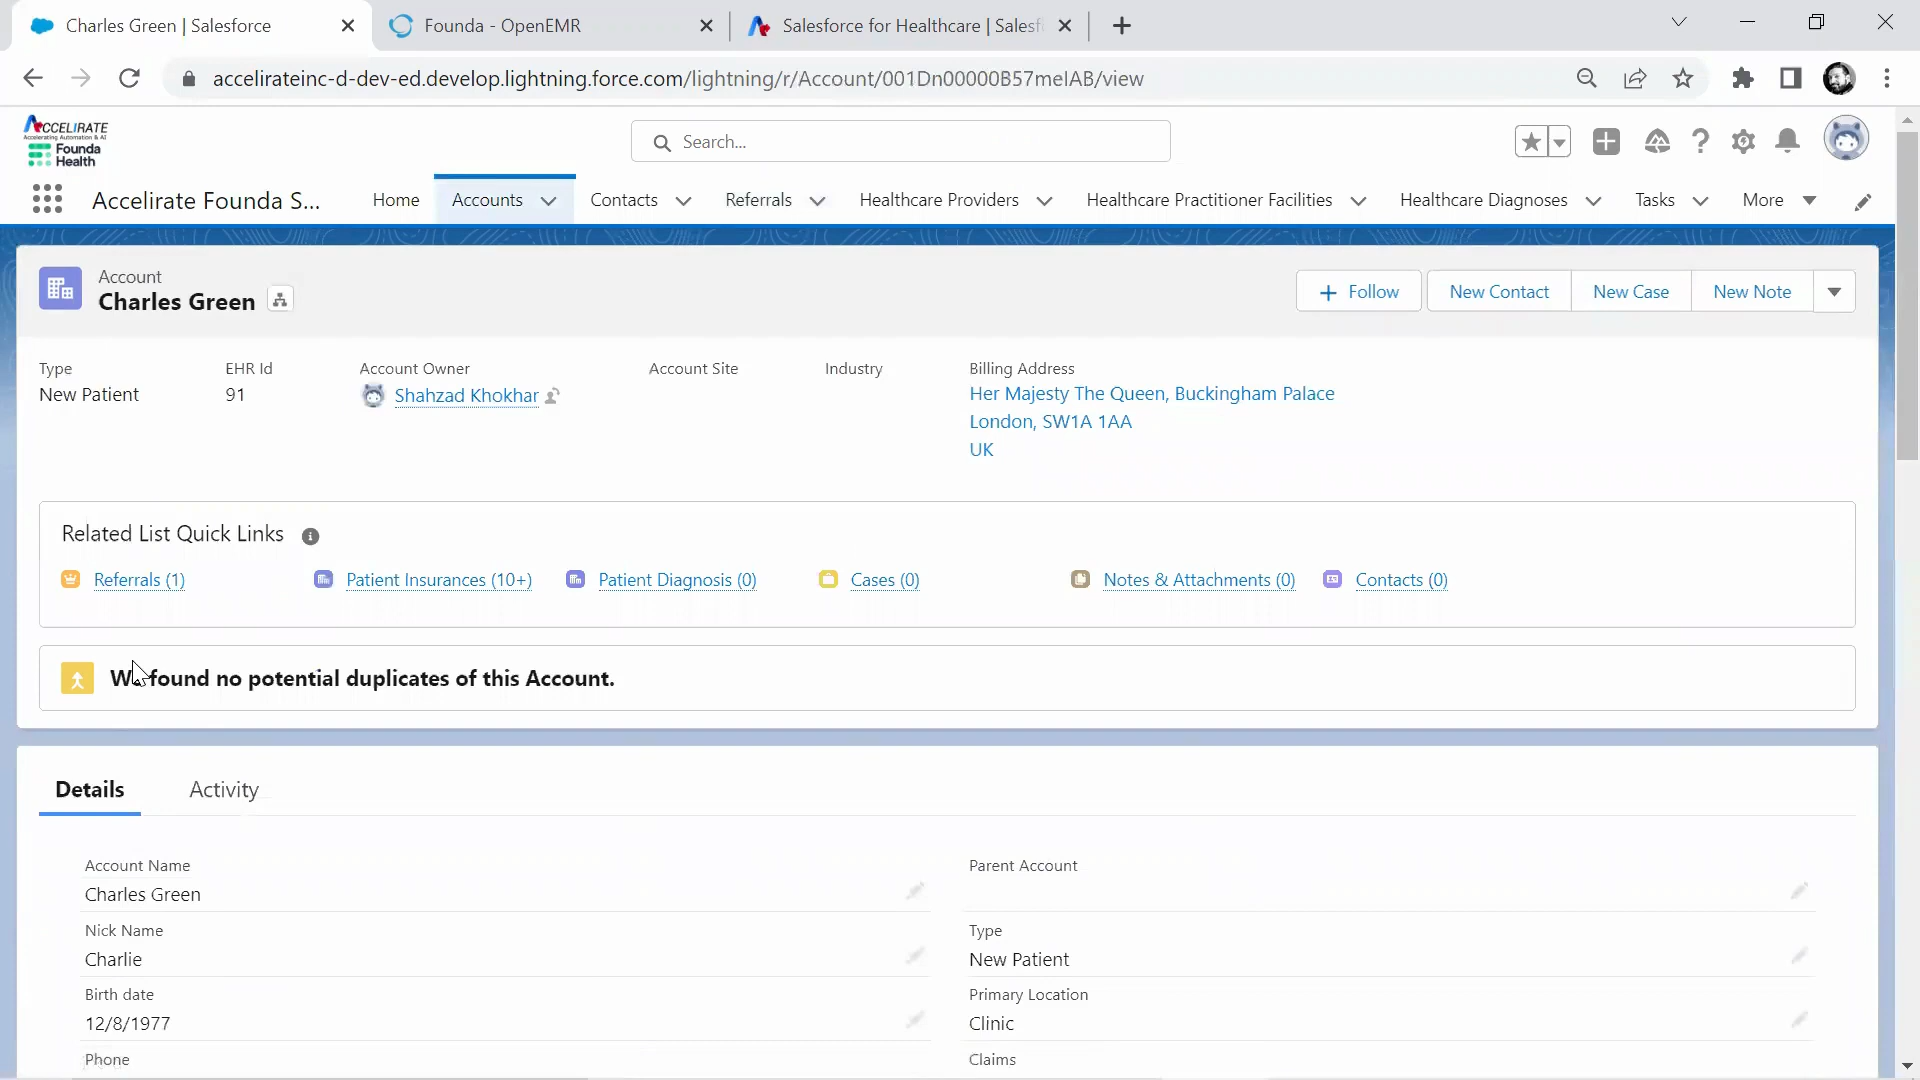 Charles Green | Salesforce
Founda - OpenEMR
Salesforce for Healthcare | Salesf
accelirateinc-d-dev-ed.develop.lightning.force.com/lightning/r/Account/001Dn00000B57meIAB/view
ACCELIRATE
Accelerating Automation & AI
Founda
Health
Search...
Accelirate Founda S...
Home
Accounts
Contacts
Referrals
Healthcare Providers
Healthcare Practitioner Facilities
Healthcare Diagnoses
Tasks
More
Account
Charles Green
Follow
New Contact
New Case
New Note
Type
New Patient
EHR Id
91
Account Owner
Shahzad Khokhar
Account Site
Industry
Billing Address
Her Majesty The Queen, Buckingham Palace
London, SW1A 1AA
UK
Related List Quick Links
Referrals (1)
Patient Insurances (10+)
Patient Diagnosis (0)
Cases (0)
Notes & Attachments (0)
Contacts (0)
We found no potential duplicates of this Account.
Details
Activity
Account Name
Charles Green
Parent Account
Nick Name
Charlie
Type
New Patient
Birth date
12/8/1977
Primary Location
Clinic
Phone
Claims